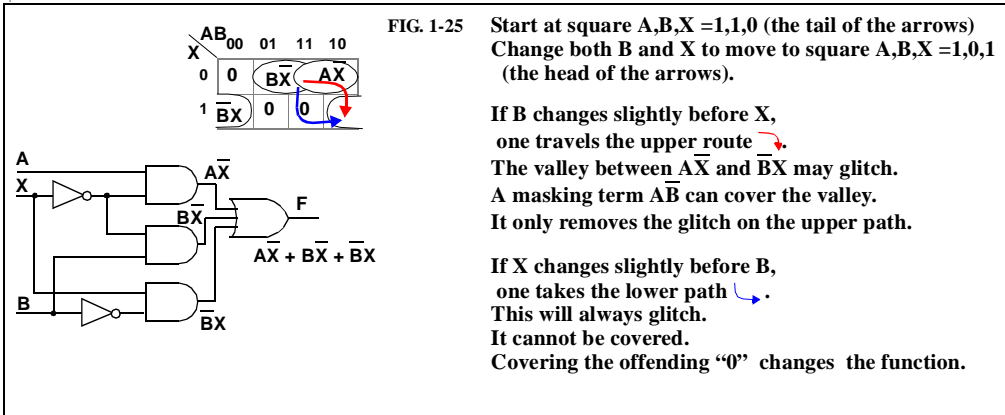 FIG. 1-25
AB
X
00 01 11 10
0 0 BX̅ AX̅
1 B̅X 0 0
A
X
B
AX̅
BX̅
B̅X
F
AX̅ + BX̅ + B̅X
Start at square A,B,X =1,1,0 (the tail of the arrows)
Change both B and X to move to square A,B,X =1,0,1
(the head of the arrows).
If B changes slightly before X,
one travels the upper route .
The valley between AX̅ and B̅X may glitch.
A masking term AB̅ can cover the valley.
It only removes the glitch on the upper path.
If X changes slightly before B,
one takes the lower path .
This will always glitch.
It cannot be covered.
Covering the offending “0” changes the function.